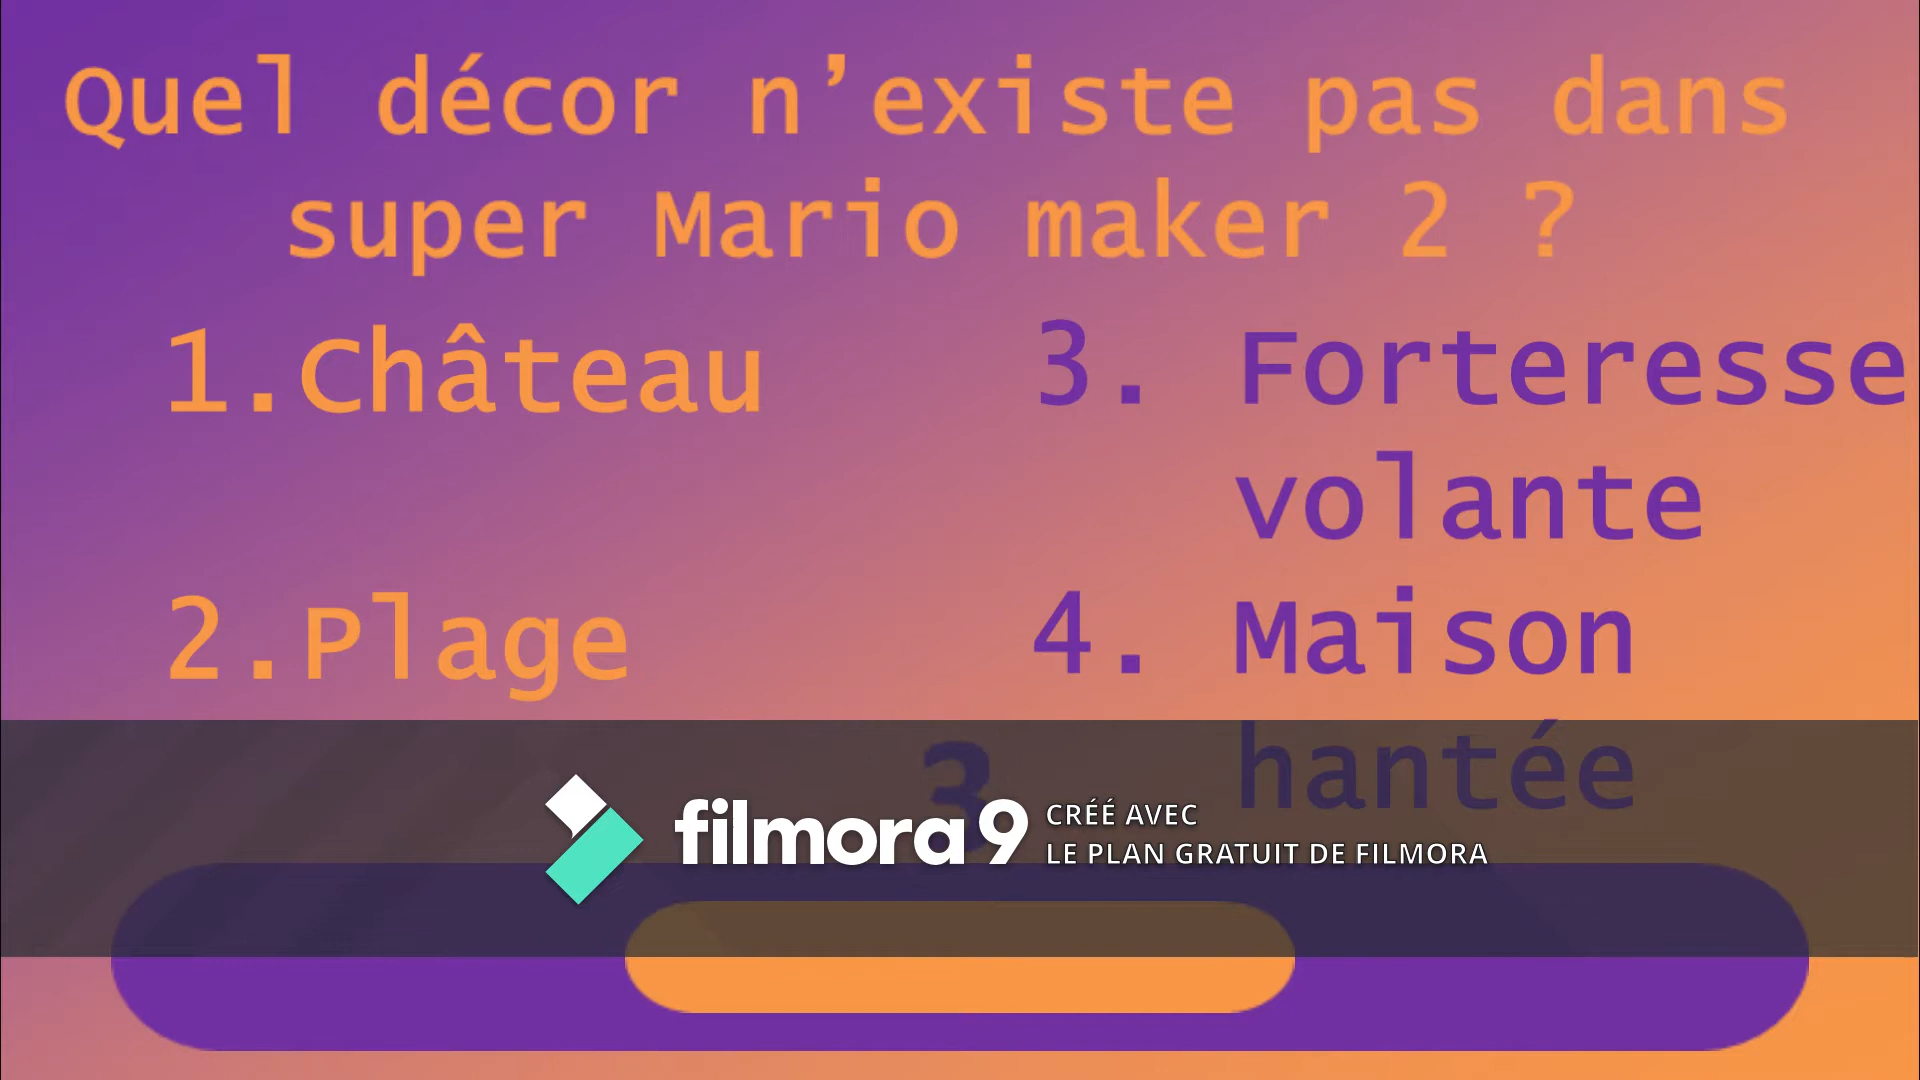 Quel décor n’existe pas dans
super Mario maker 2 ?
1.Château
2.Plage
3. Forteresse
volante
4. Maison
hantée
3
filmora9
CRÉÉ AVEC
LE PLAN GRATUIT DE FILMORA